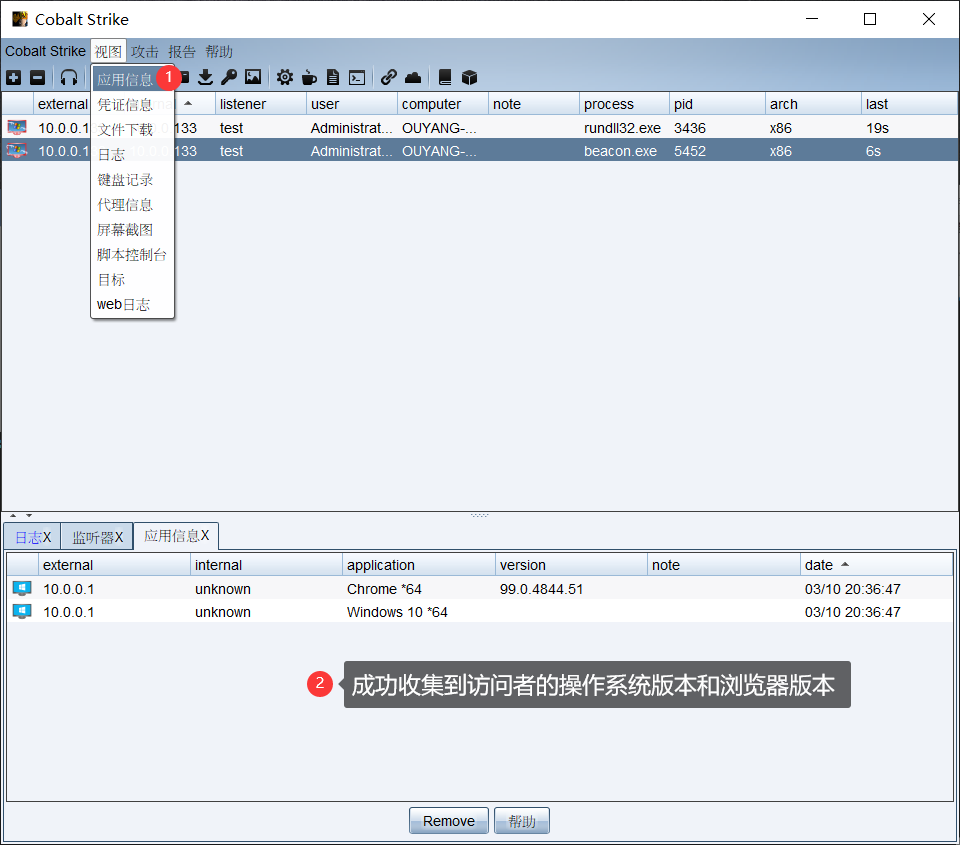 Cobalt Strike
Cobalt Strike 视图 攻击 报告 帮助
应用信息 1
external listener user computer note process pid arch last
凭证信息
10.0.0.1 133 test Administrat... OUYANG-... rundll32.exe 3436 x86 19s
文件下载
10.0.0.1 133 test Administrat... OUYANG-... beacon.exe 5452 x86 6s
日志
键盘记录
代理信息
屏幕截图
脚本控制台
目标
web日志
日志X 监听器X 应用信息X
external internal application version note date
10.0.0.1 unknown Chrome *64 99.0.4844.51 03/10 20:36:47
10.0.0.1 unknown Windows 10 *64 03/10 20:36:47
2 成功收集到访问者的操作系统版本和浏览器版本
Remove 帮助